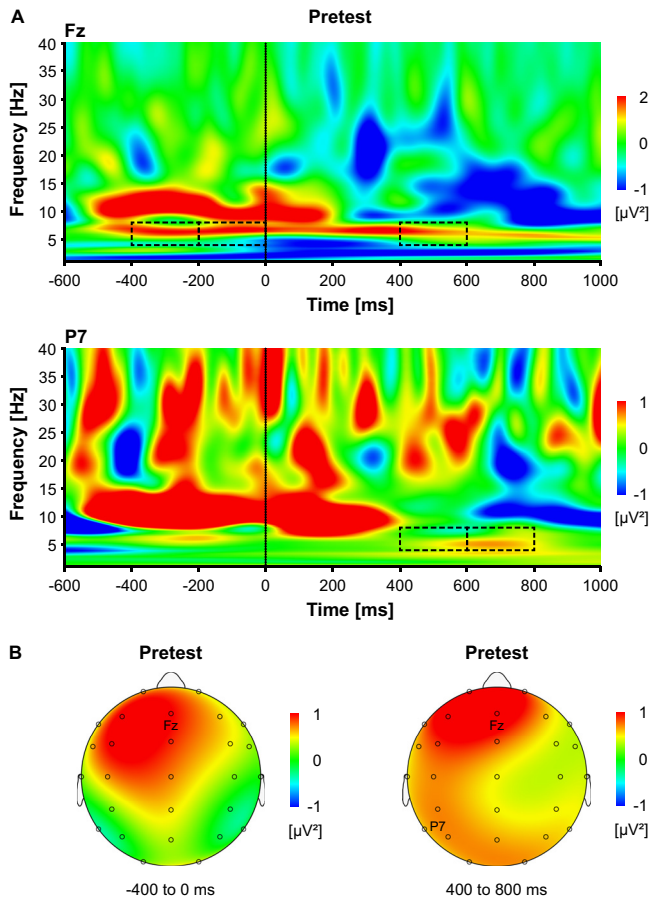 A Pretest
Fz
Frequency [Hz]
40
35
30
25
20
15
10
5
-600 -400 -200 0 200 400 600 800 1000
Time [ms]
2
0
-1
[µV²]
P7
Frequency [Hz]
40
35
30
25
20
15
10
5
-600 -400 -200 0 200 400 600 800 1000
Time [ms]
1
0
-1
[µV²]
B
Pretest
Fz
1
0
-1
[µV²]
-400 to 0 ms
Pretest
Fz
P7
1
0
-1
[µV²]
400 to 800 ms